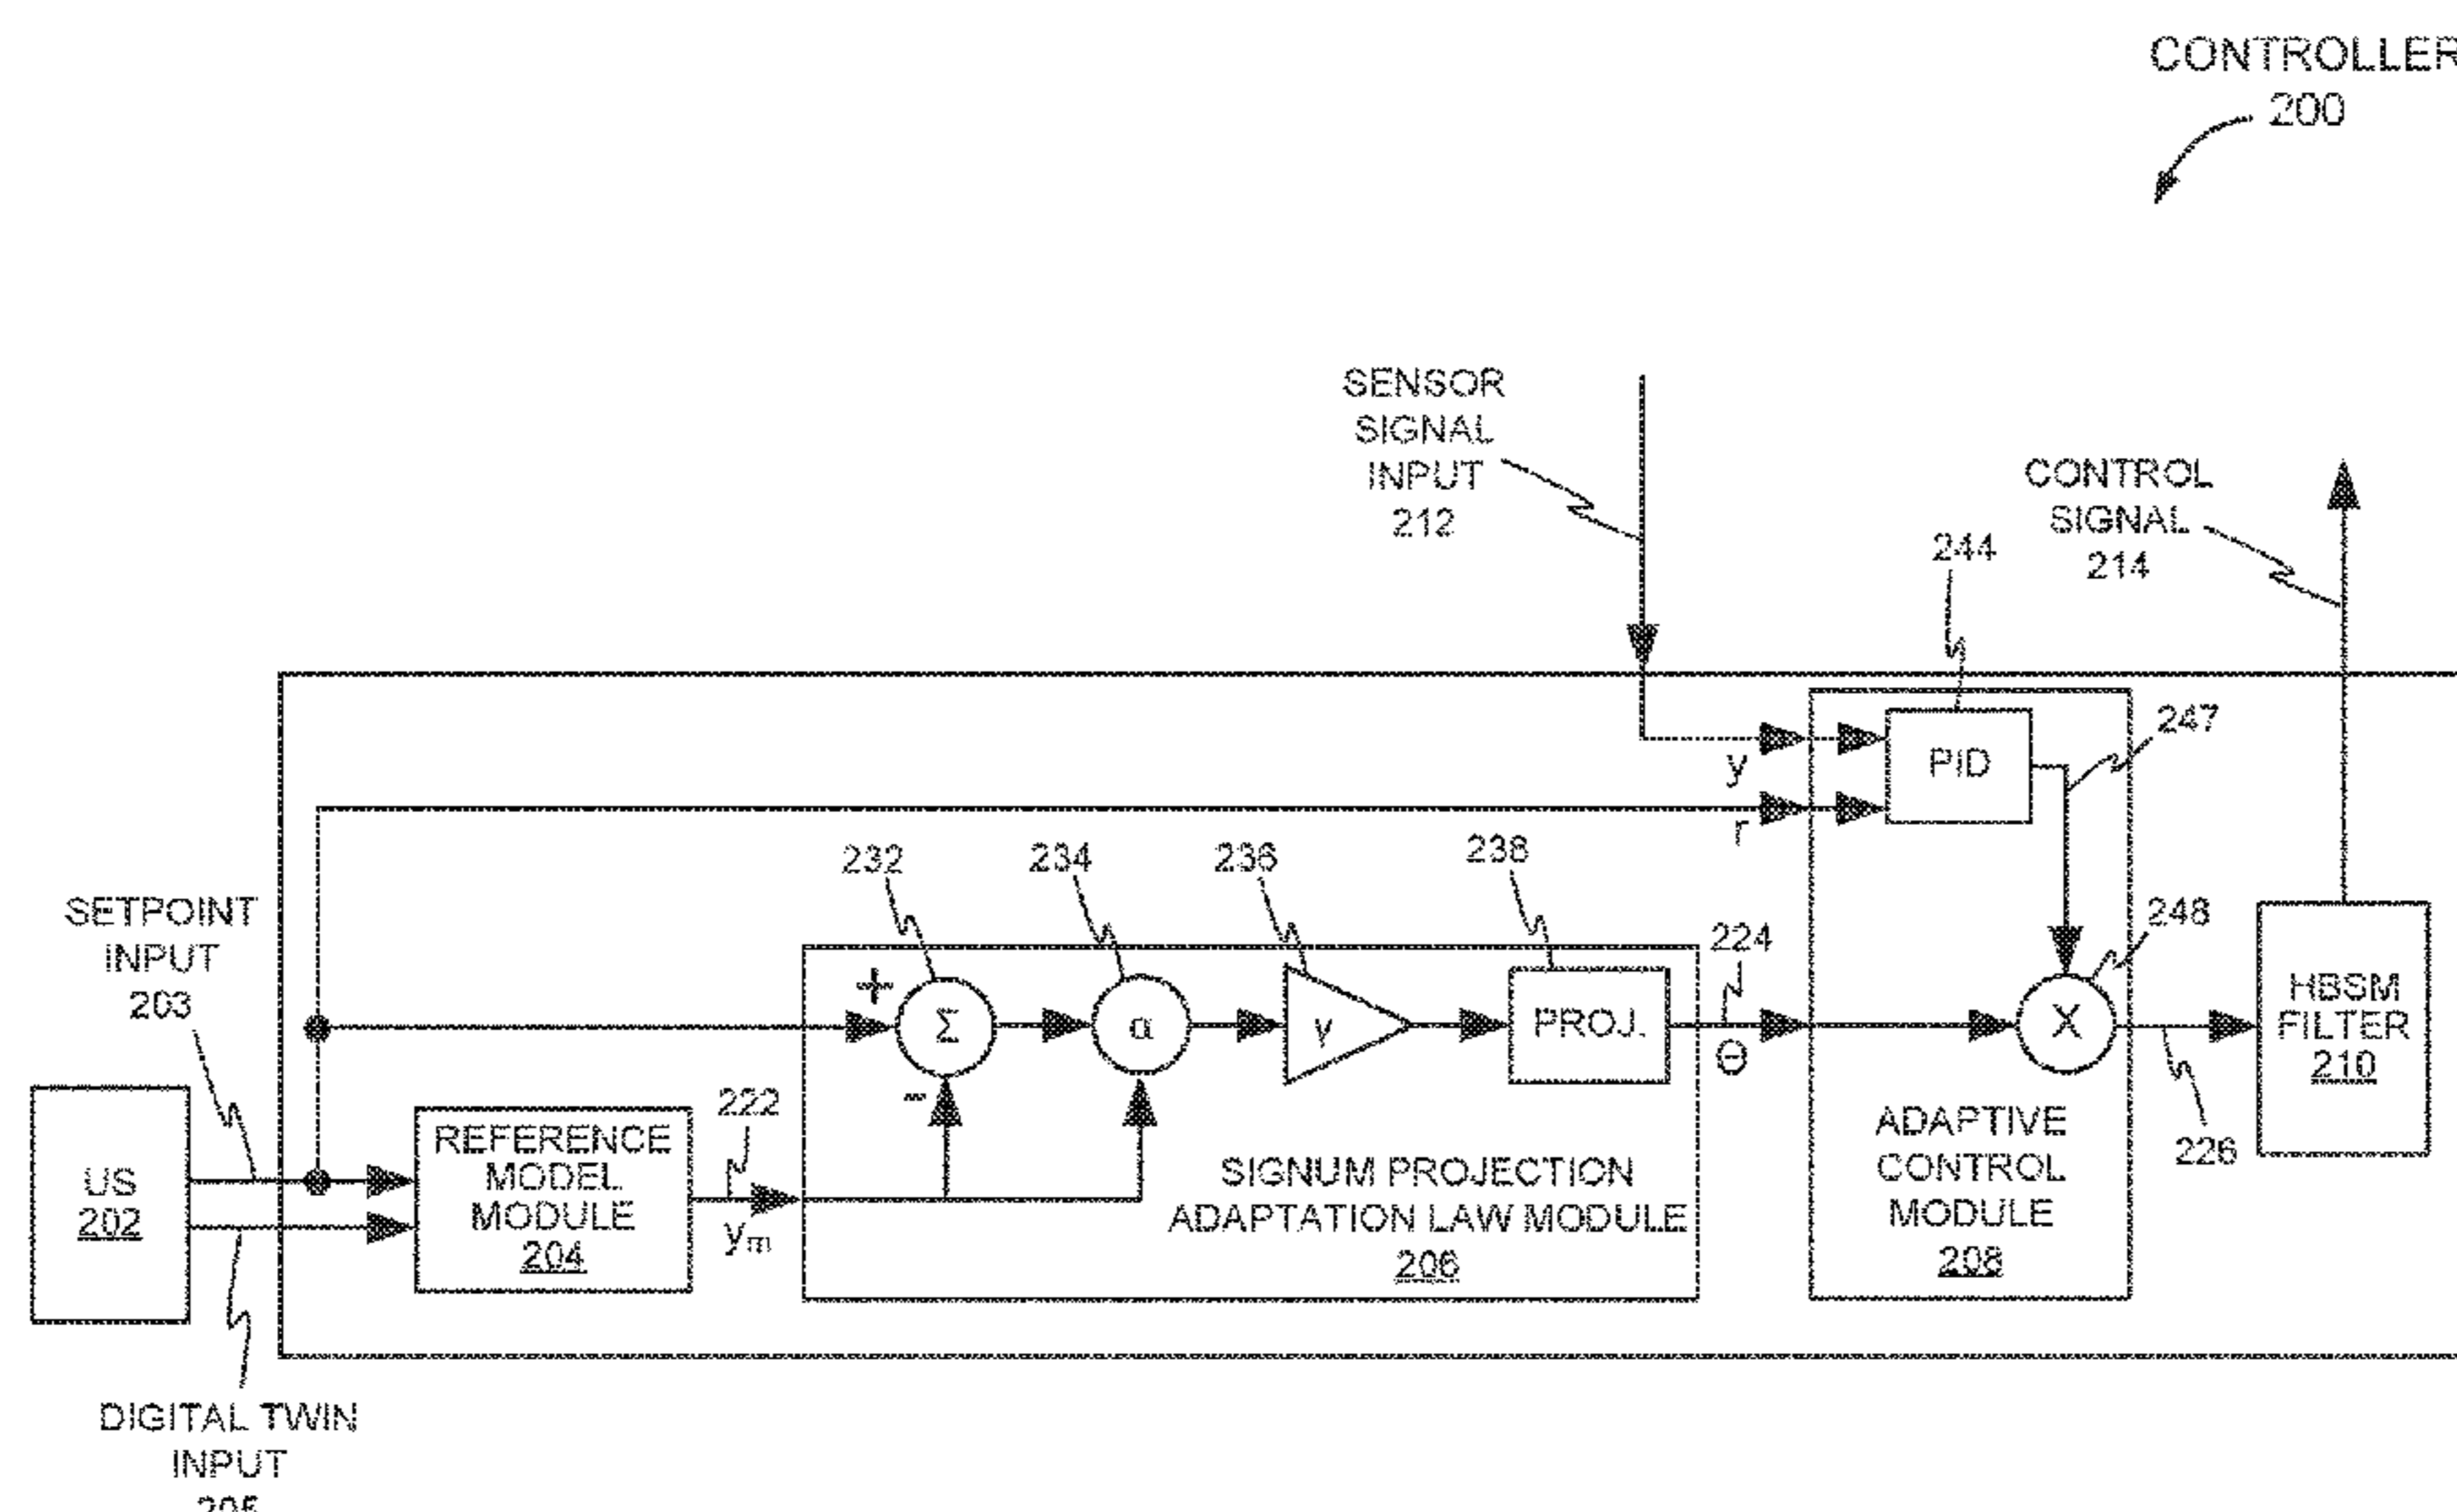 CONTROLLER
200
SENSOR
SIGNAL
INPUT
212
CONTROL
SIGNAL
214
244
247
PID
y
r
232
234
236
238
224
248
SETPOINT
INPUT
203
+
Σ
α
γ
PROJ.
Θ
X
HBSM
FILTER
210
-
222
226
US
202
REFERENCE
MODEL
MODULE
204
ym
SIGNUM PROJECTION
ADAPTATION LAW MODULE
206
ADAPTIVE
CONTROL
MODULE
208
DIGITAL TWIN
INPUT
205